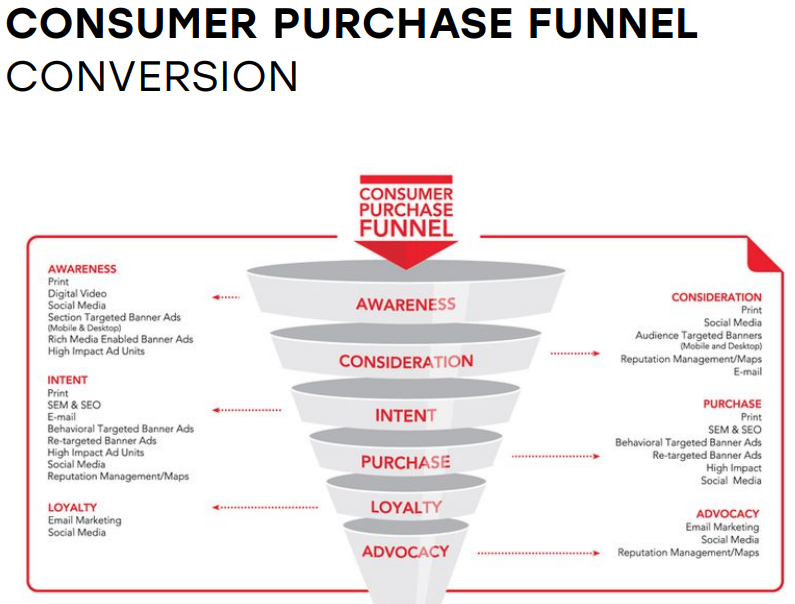 CONSUMER PURCHASE FUNNEL
CONVERSION
CONSUMER
PURCHASE
FUNNEL
AWARENESS
Print
Digital Video
Social Media
Section Targeted Banner Ads
(Mobile & Desktop)
Rich Media Enabled Banner Ads
High Impact Ad Units
INTENT
Print
SEM & SEO
E-mail
Behavioral Targeted Banner Ads
Re-targeted Banner Ads
High Impact Ad Units
Social Media
Reputation Management/Maps
LOYALTY
Email Marketing
Social Media
AWARENESS
CONSIDERATION
INTENT
PURCHASE
LOYALTY
ADVOCACY
CONSIDERATION
Print
Social Media
Audience Targeted Banners
(Mobile and Desktop)
Reputation Management/Maps
E-mail
PURCHASE
Print
SEM & SEO
Behavioral Targeted Banner Ads
Re-targeted Banner Ads
High Impact
Social Media
ADVOCACY
Email Marketing
Social Media
Reputation Management/Maps